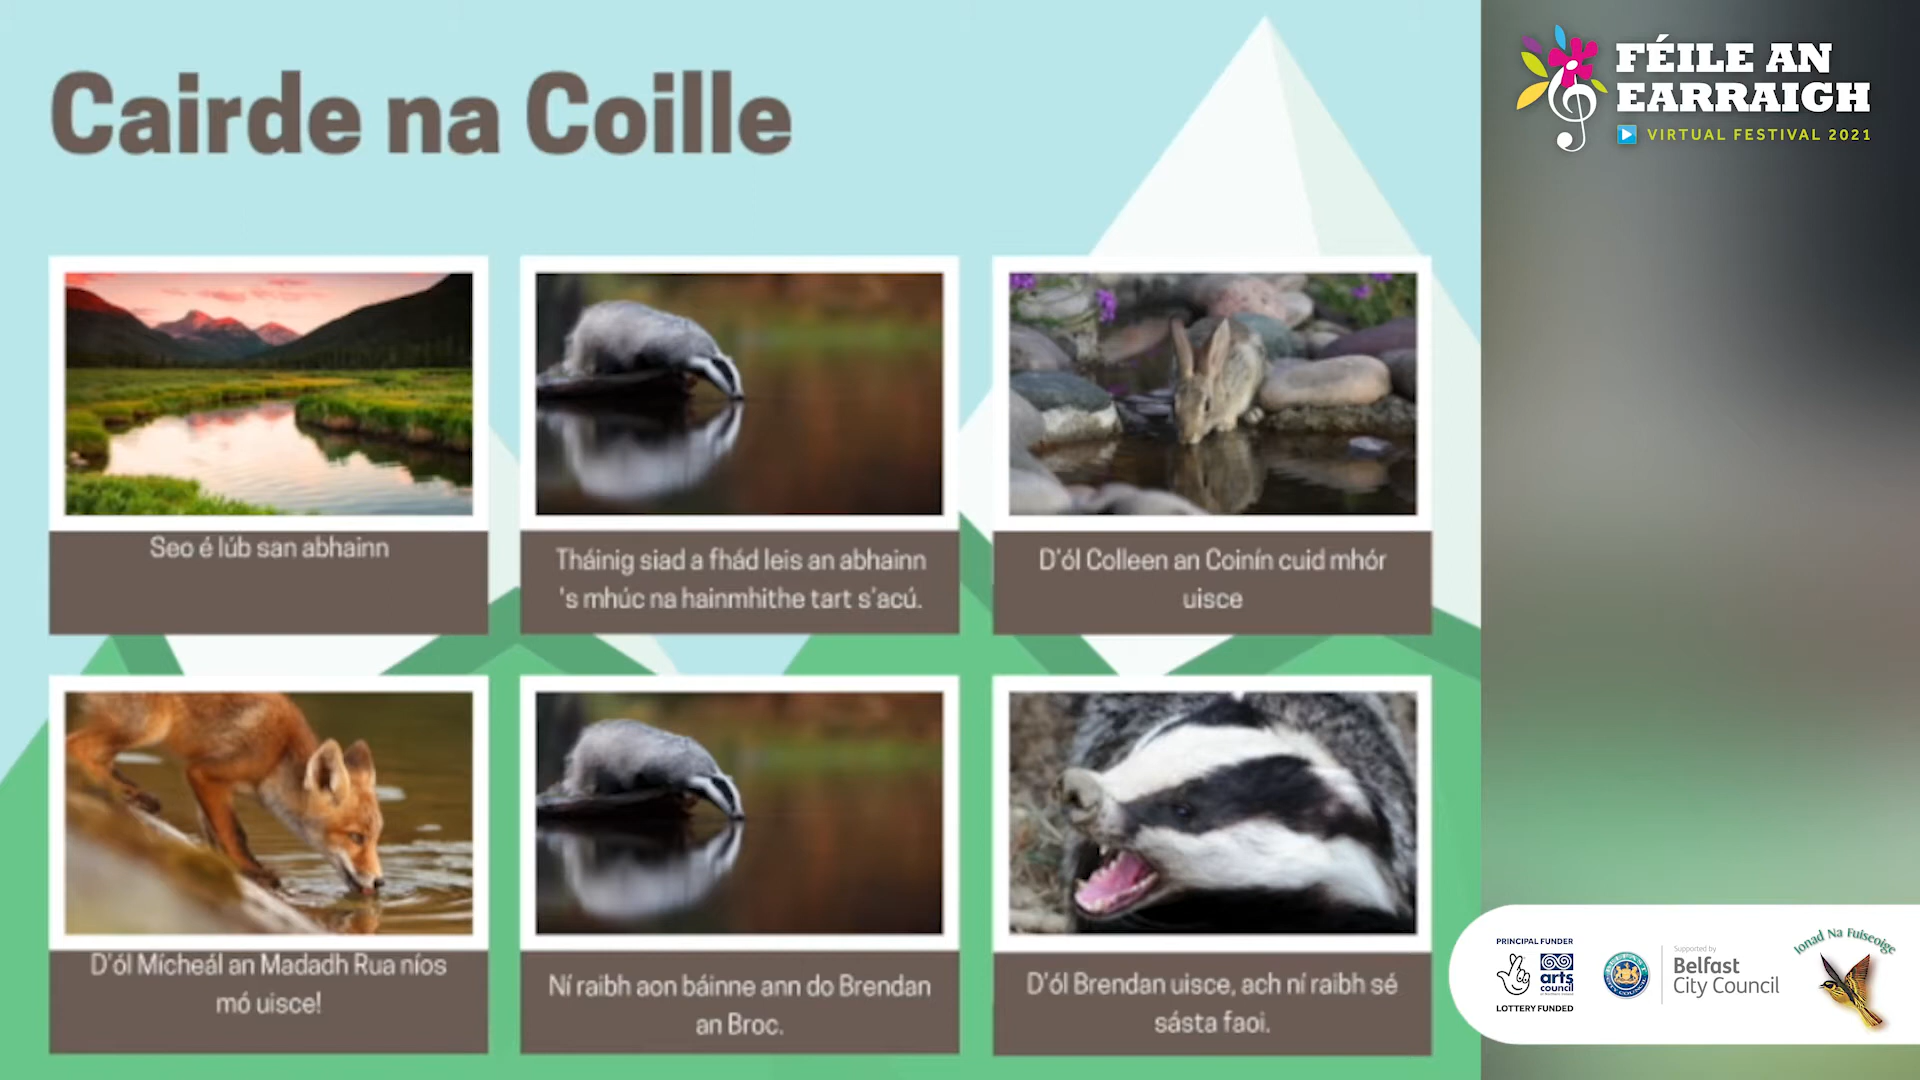 Cairde na Coille
Seo é lúb san abhainn
Tháinig siad a fhád leis an abhainn
's mhúc na hainmhithe tart s'acú.
D'ól Colleen an Coinín cuid mhór
uisce
D'ól Mícheál an Madadh Rua níos
mó uisce!
Ní raibh aon báinne ann do Brendan
an Broc.
D'ól Brendan uisce, ach ní raibh sé
sásta faoi.
FÉILE AN
EARRAIGH
VIRTUAL FESTIVAL 2021
PRINCIPAL FUNDER
arts
council
LOTTERY FUNDED
Supported by
Belfast
City Council
Ionad Na Fuiseoige